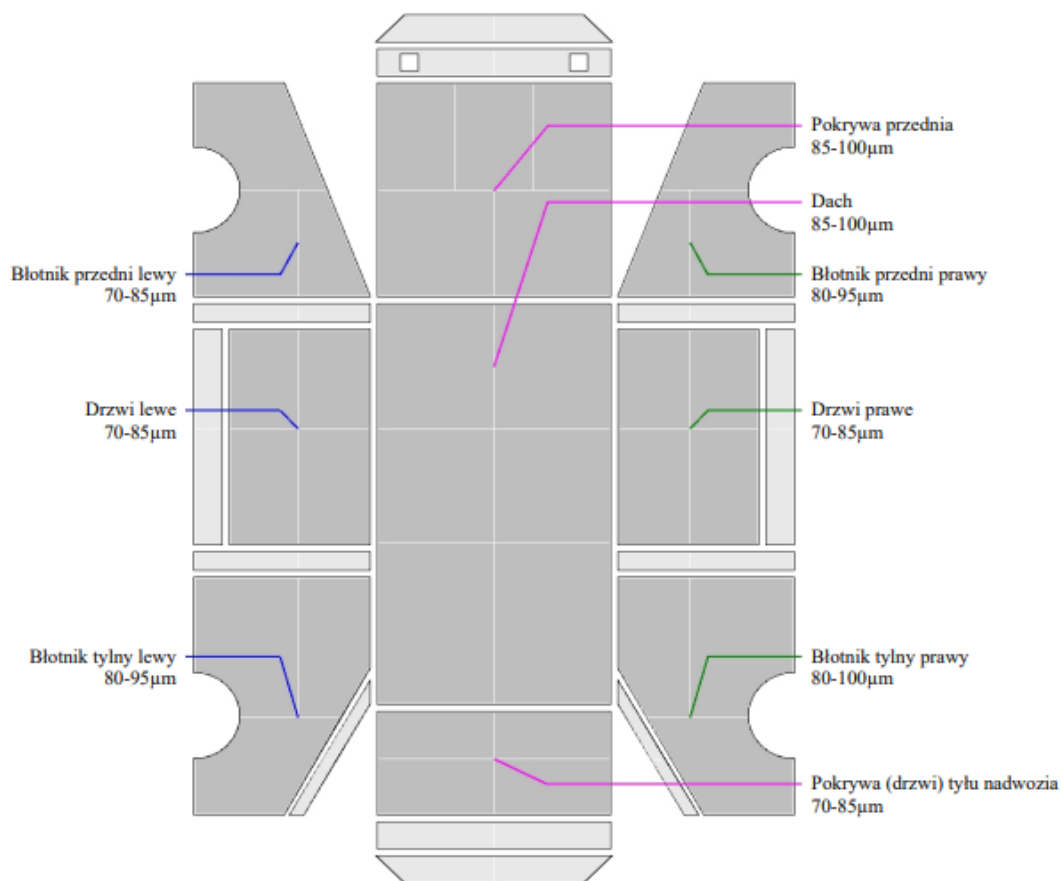 Pokrywa przednia
85-100µm
Dach
85-100µm
Błotnik przedni lewy
70-85µm
Błotnik przedni prawy
80-95µm
Drzwi lewe
70-85µm
Drzwi prawe
70-85µm
Błotnik tylny lewy
80-95µm
Błotnik tylny prawy
80-100µm
Pokrywa (drzwi) tyłu nadwozia
70-85µm